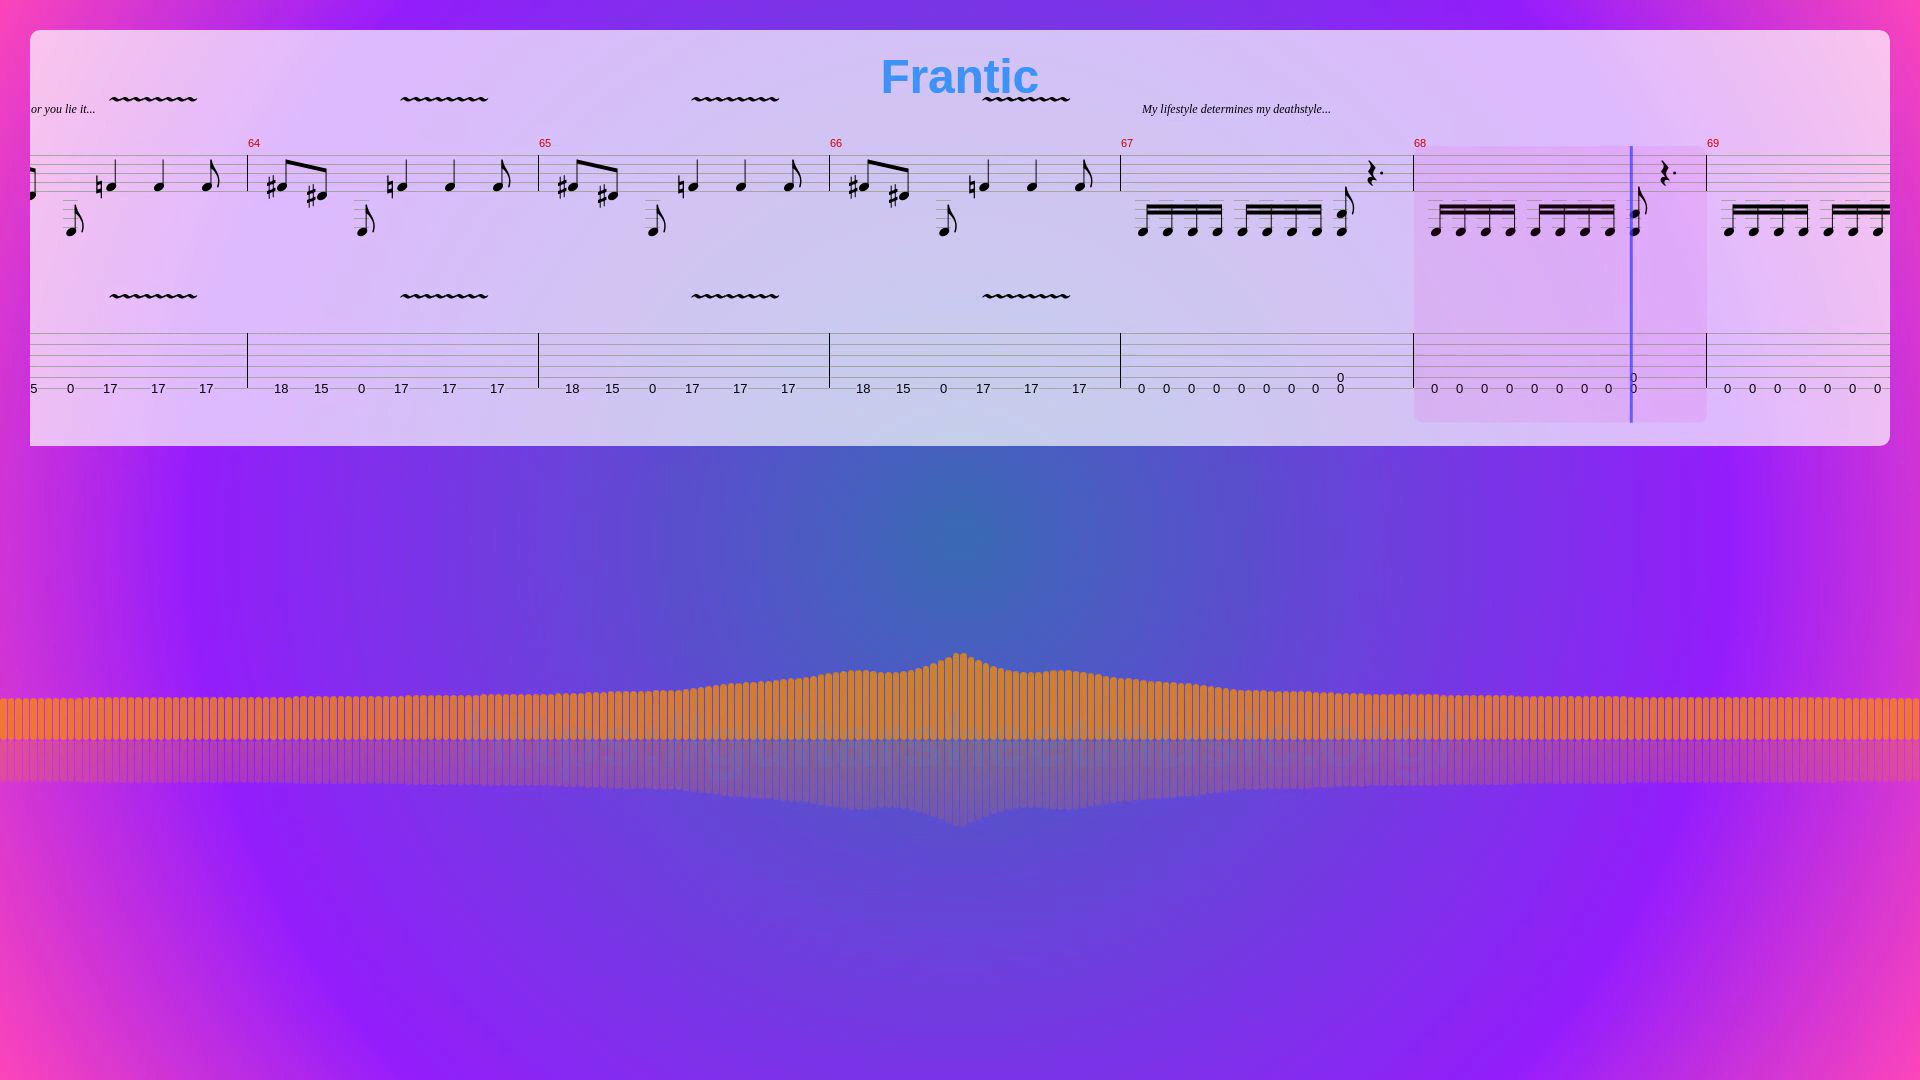 Frantic
or you lie it...
My lifestyle determines my deathstyle...
64 65 66 67 68 69
5 0 17 17 17 18 15 0 17 17 17 18 15 0 17 17 17 18 15 0 17 17 17 0 0 0 0 0 0 0 0 0 0 0 0 0 0 0 0 0 0 0 0 0 0 0 0 0 0 0